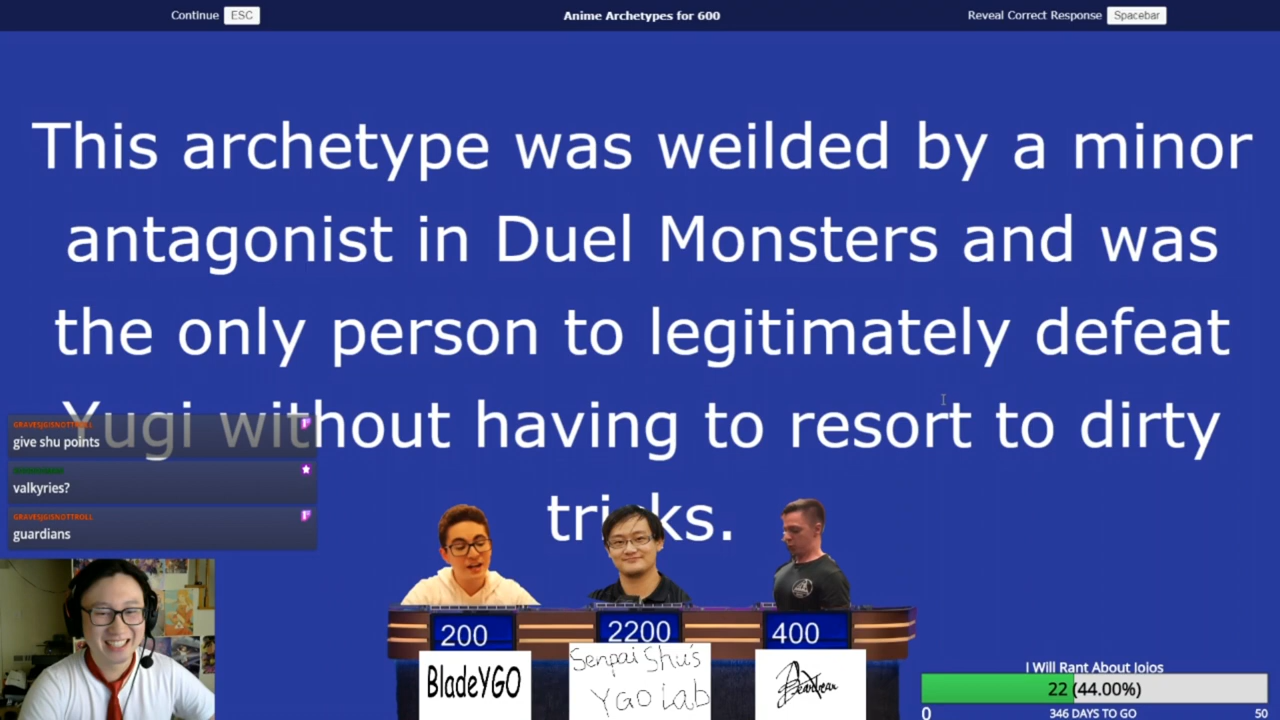 Continue ESC
Anime Archetypes for 600
Reveal Correct Response Spacebar
This archetype was weilded by a minor
antagonist in Duel Monsters and was
the only person to legitimately defeat
Yugi without having to resort to dirty
tricks.
GRAVESJGISNOTTROLL
give shu points
valkyries?
GRAVESJGISNOTTROLL
guardians
200
2200
400
BladeYGO
Senpai Shu's
YGO Lab
I Will Rant About Jojos
22 (44.00%)
0
346 DAYS TO GO
50